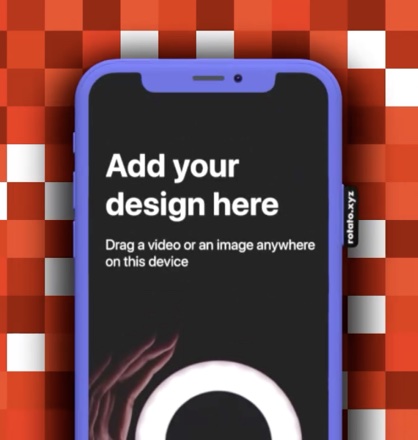 Add your
design here
Drag a video or an image anywhere
on this device
rotato.xyz